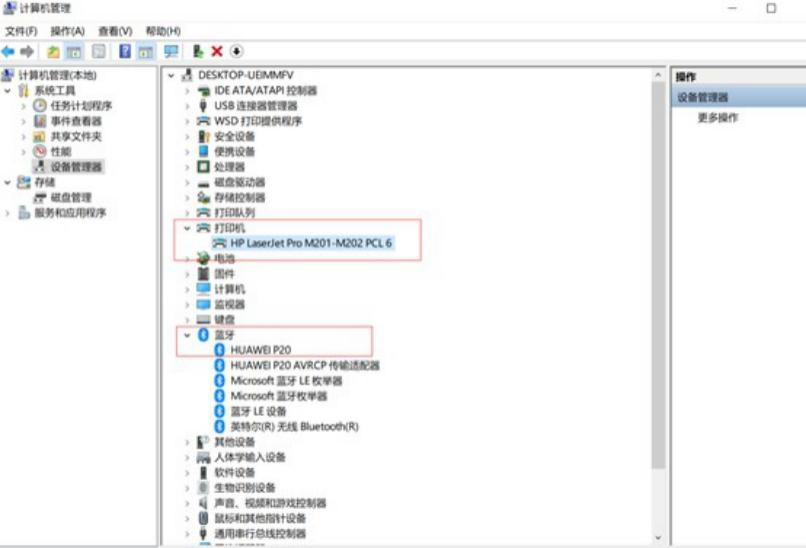 计算机管理
文件(F) 操作(A) 查看(V) 帮助(H)
计算机管理(本地)
系统工具
任务计划程序
事件查看器
共享文件夹
性能
设备管理器
存储
磁盘管理
服务和应用程序
DESKTOP-UEIMMFV
IDE ATA/ATAPI 控制器
USB 连接器管理器
WSD 打印提供程序
安全设备
便携设备
处理器
磁盘驱动器
存储控制器
打印队列
打印机
HP LaserJet Pro M201-M202 PCL 6
电池
固件
计算机
监视器
键盘
蓝牙
HUAWEI P20
HUAWEI P20 AVRCP 传输适配器
Microsoft 蓝牙 LE 枚举器
Microsoft 蓝牙枚举器
蓝牙 LE 设备
英特尔(R) 无线 Bluetooth(R)
其他设备
人体学输入设备
软件设备
生物识别设备
声音、视频和游戏控制器
鼠标和其他指针设备
通用串行总线控制器
操作
设备管理器
更多操作